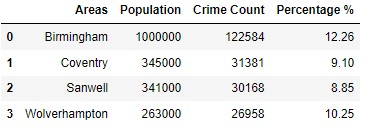 Areas Population Crime Count Percentage %
0 Birmingham 1000000 122584 12.26
1 Coventry 345000 31381 9.10
2 Sanwell 341000 30168 8.85
3 Wolverhampton 263000 26958 10.25